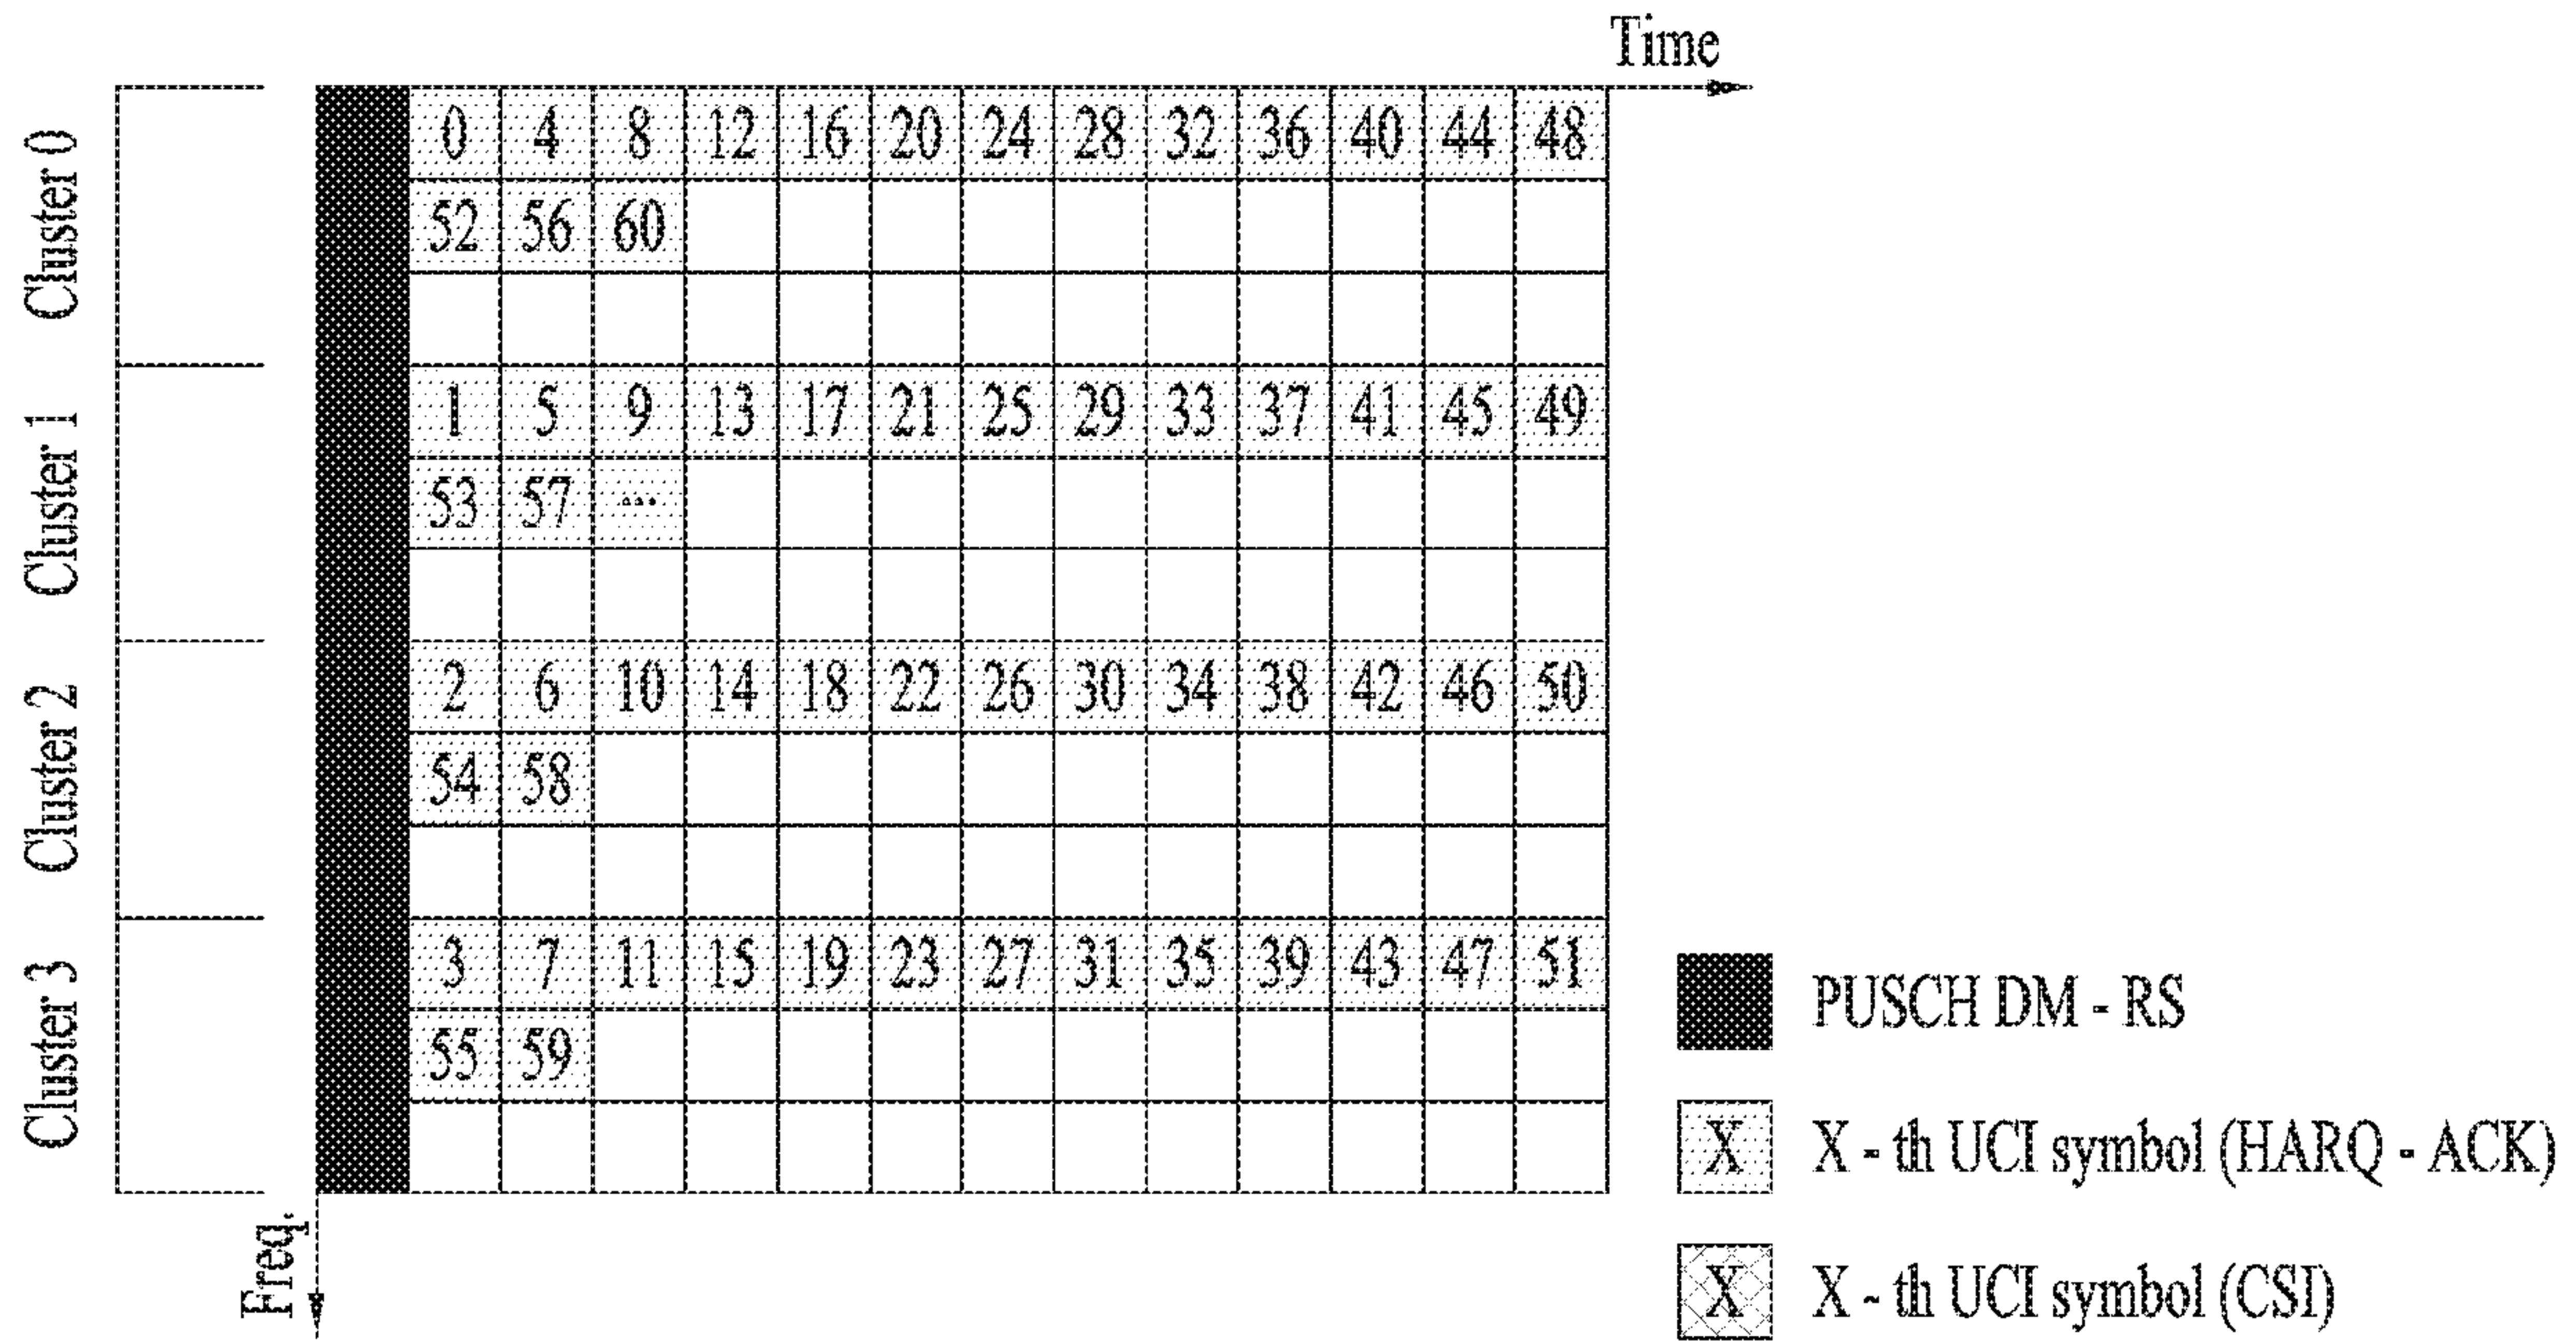 Time
Cluster 0
0 4 8 12 16 20 24 28 32 36 40 44 48
52 56 60
Cluster 1
1 5 9 13 17 21 25 29 33 37 41 45 49
53 57 ...
Cluster 2
2 6 10 14 18 22 26 30 34 38 42 46 50
54 58
Cluster 3
3 7 11 15 19 23 27 31 35 39 43 47 51
55 59
Freq.
PUSCH DM - RS
X X - th UCI symbol (HARQ - ACK)
X X - th UCI symbol (CSI)